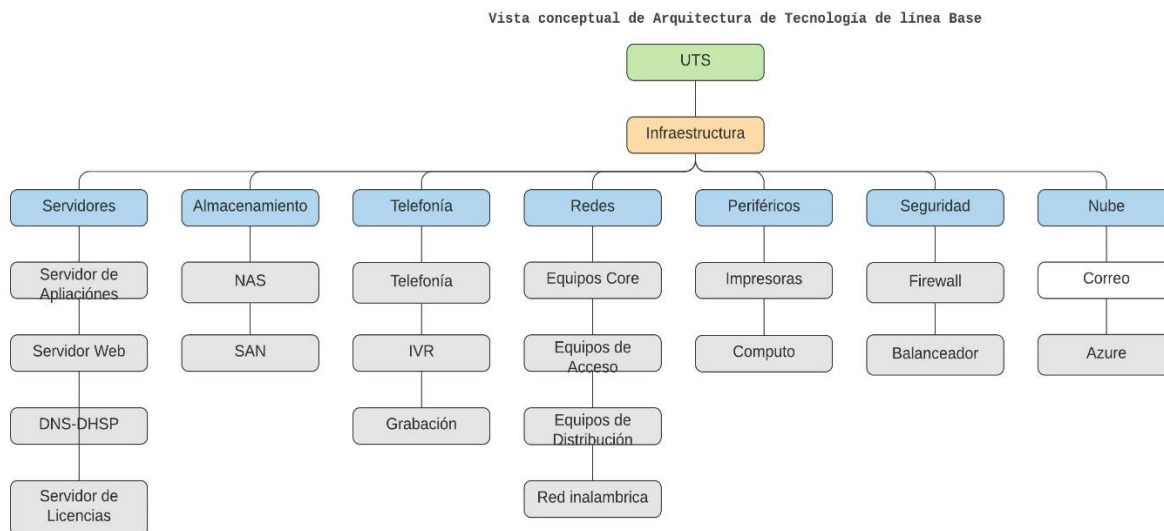 Vista conceptual de Arquitectura de Tecnología de línea Base
UTS
Infraestructura
Servidores
Almacenamiento
Telefonía
Redes
Periféricos
Seguridad
Nube
Servidor de
Apliaciónes
NAS
Telefonía
Equipos Core
Impresoras
Firewall
Correo
Servidor Web
SAN
IVR
Equipos de
Acceso
Computo
Balanceador
Azure
DNS-DHSP
Grabación
Equipos de
Distribución
Servidor de
Licencias
Red inalambrica